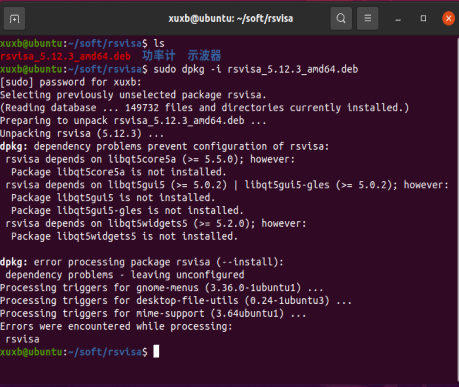 xuxb@ubuntu: ~/soft/rsvisa
xuxb@ubuntu:~/soft/rsvisa$ ls
rsvisa_5.12.3_amd64.deb 功率计 示波器
xuxb@ubuntu:~/soft/rsvisa$ sudo dpkg -i rsvisa_5.12.3_amd64.deb
[sudo] password for xuxb:
Selecting previously unselected package rsvisa.
(Reading database ... 149732 files and directories currently installed.)
Preparing to unpack rsvisa_5.12.3_amd64.deb ...
Unpacking rsvisa (5.12.3) ...
dpkg: dependency problems prevent configuration of rsvisa:
rsvisa depends on libqt5core5a (>= 5.5.0); however:
Package libqt5core5a is not installed.
rsvisa depends on libqt5gui5 (>= 5.0.2) | libqt5gui5-gles (>= 5.0.2); however:
Package libqt5gui5 is not installed.
Package libqt5gui5-gles is not installed.
rsvisa depends on libqt5widgets5 (>= 5.2.0); however:
Package libqt5widgets5 is not installed.
dpkg: error processing package rsvisa (--install):
dependency problems - leaving unconfigured
Processing triggers for gnome-menus (3.36.0-1ubuntu1) ...
Processing triggers for desktop-file-utils (0.24-1ubuntu3) ...
Processing triggers for mime-support (3.64ubuntu1) ...
Errors were encountered while processing:
rsvisa
xuxb@ubuntu:~/soft/rsvisa$